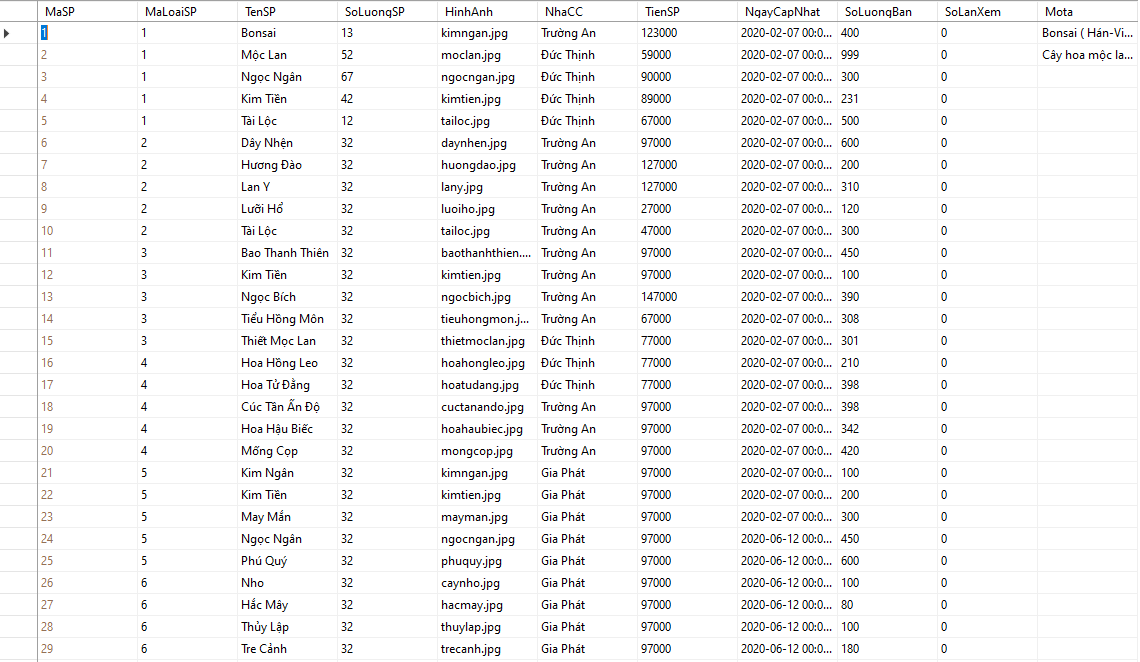 MaSP MaLoaiSP TenSP SoLuongSP HinhAnh NhaCC TienSP NgayCapNhat SoLuongBan SoLanXem Mota
1 1 Bonsai 13 kimngan.jpg Trường An 123000 2020-02-07 00:0... 400 0 Bonsai ( Hán-Vi...
2 1 Mộc Lan 52 moclan.jpg Đức Thịnh 59000 2020-02-07 00:0... 999 0 Cây hoa mộc la...
3 1 Ngọc Ngân 67 ngocngan.jpg Đức Thịnh 90000 2020-02-07 00:0... 300 0
4 1 Kim Tiền 42 kimtien.jpg Đức Thịnh 89000 2020-02-07 00:0... 231 0
5 1 Tài Lộc 12 tailoc.jpg Đức Thịnh 67000 2020-02-07 00:0... 500 0
6 2 Dây Nhện 32 daynhen.jpg Trường An 97000 2020-02-07 00:0... 600 0
7 2 Hương Đào 32 huongdao.jpg Trường An 127000 2020-02-07 00:0... 200 0
8 2 Lan Y 32 lany.jpg Trường An 127000 2020-02-07 00:0... 310 0
9 2 Lưỡi Hổ 32 luoiho.jpg Trường An 27000 2020-02-07 00:0... 120 0
10 2 Tài Lộc 32 tailoc.jpg Trường An 47000 2020-02-07 00:0... 300 0
11 3 Bao Thanh Thiên 32 baothanhthien.... Trường An 97000 2020-02-07 00:0... 450 0
12 3 Kim Tiền 32 kimtien.jpg Trường An 97000 2020-02-07 00:0... 100 0
13 3 Ngọc Bích 32 ngocbich.jpg Trường An 147000 2020-02-07 00:0... 390 0
14 3 Tiểu Hồng Môn 32 tieuhongmon.j... Trường An 67000 2020-02-07 00:0... 308 0
15 3 Thiết Mọc Lan 32 thietmoclan.jpg Đức Thịnh 77000 2020-02-07 00:0... 301 0
16 4 Hoa Hồng Leo 32 hoahongleo.jpg Đức Thịnh 77000 2020-02-07 00:0... 210 0
17 4 Hoa Tử Đằng 32 hoatudang.jpg Đức Thịnh 77000 2020-02-07 00:0... 398 0
18 4 Cúc Tân Ấn Độ 32 cuctanando.jpg Trường An 97000 2020-02-07 00:0... 398 0
19 4 Hoa Hậu Biếc 32 hoahaubiec.jpg Trường An 97000 2020-02-07 00:0... 342 0
20 4 Mống Cọp 32 mongcop.jpg Trường An 97000 2020-02-07 00:0... 420 0
21 5 Kim Ngân 32 kimngan.jpg Gia Phát 97000 2020-02-07 00:0... 100 0
22 5 Kim Tiền 32 kimtien.jpg Gia Phát 97000 2020-02-07 00:0... 200 0
23 5 May Mắn 32 mayman.jpg Gia Phát 97000 2020-02-07 00:0... 300 0
24 5 Ngọc Ngân 32 ngocngan.jpg Gia Phát 97000 2020-06-12 00:0... 450 0
25 5 Phú Quý 32 phuquy.jpg Gia Phát 97000 2020-06-12 00:0... 600 0
26 6 Nho 32 caynho.jpg Gia Phát 97000 2020-06-12 00:0... 100 0
27 6 Hắc Mây 32 hacmay.jpg Gia Phát 97000 2020-06-12 00:0... 80 0
28 6 Thủy Lập 32 thuylap.jpg Gia Phát 97000 2020-06-12 00:0... 100 0
29 6 Tre Cảnh 32 trecanh.jpg Gia Phát 97000 2020-06-12 00:0... 180 0